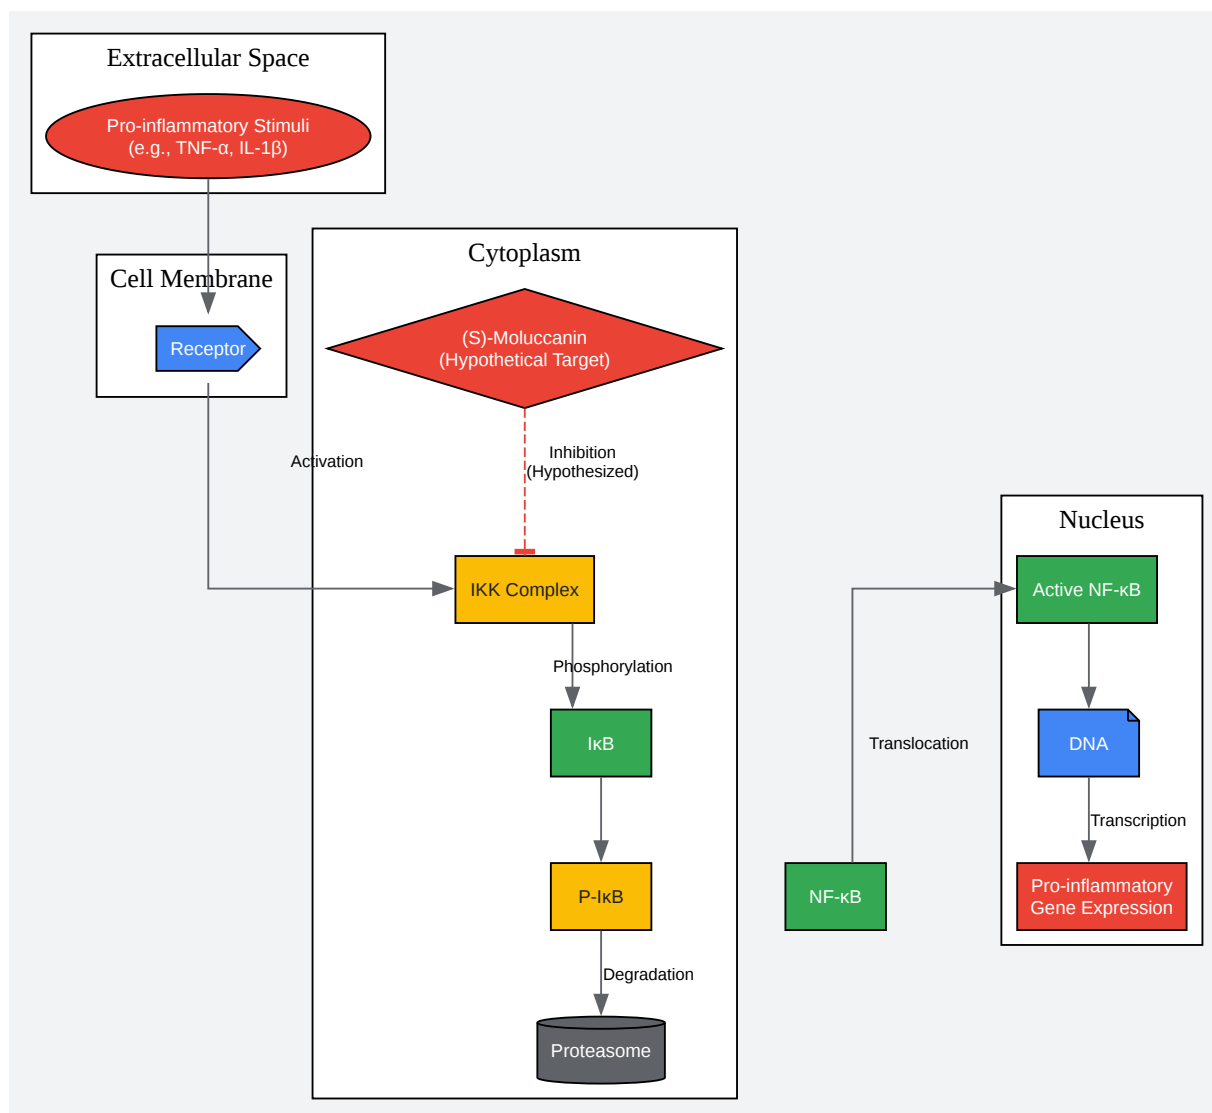 Extracellular Space
Pro-inflammatory Stimuli
(e.g., TNF-α, IL-1β)
Cell Membrane
Receptor
Activation
Cytoplasm
(S)-Moluccanin
(Hypothetical Target)
Inhibition
(Hypothesized)
IKK Complex
Phosphorylation
IκB
P-IκB
Degradation
Proteasome
NF-κB
Translocation
Nucleus
Active NF-κB
DNA
Transcription
Pro-inflammatory
Gene Expression